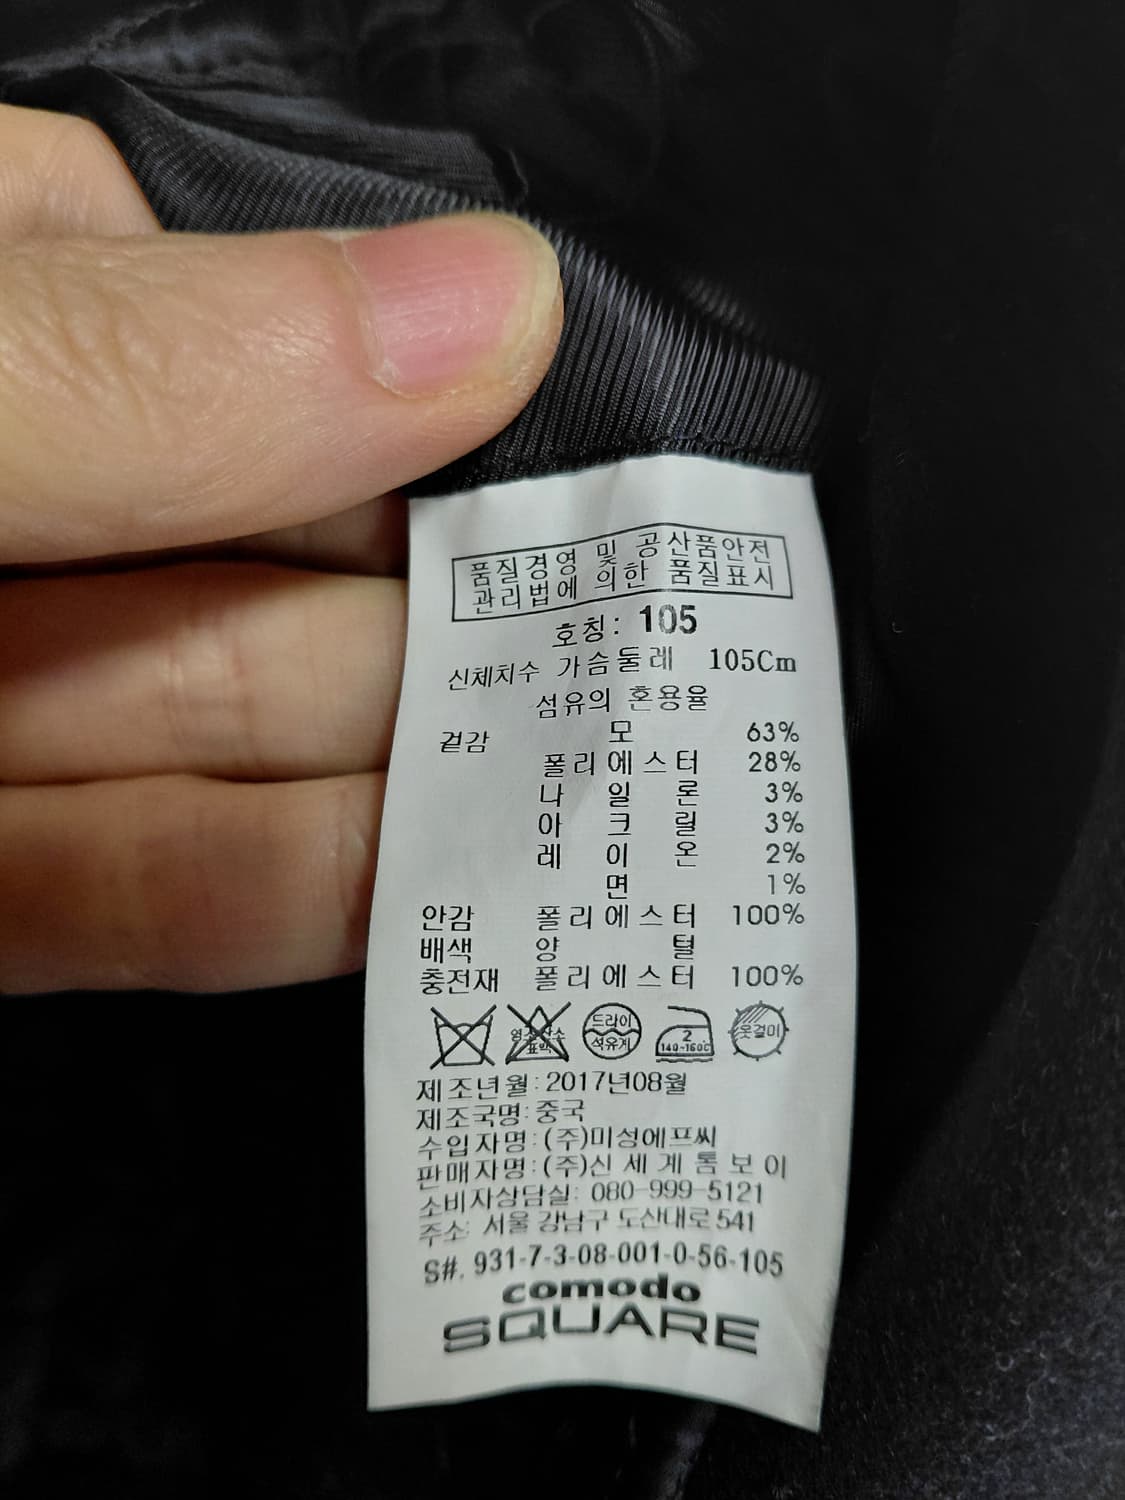 품질경영 및 공산품안전
관리법에 의한 품질표시
호칭: 105
신체치수 가슴둘레 105Cm
섬유의 혼용율
겉감 모 63%
폴리에스터 28%
나일론 3%
아크릴 3%
레이온 2%
면 1%
안감 폴리에스터 100%
배색 양털
충전재 폴리에스터 100%
염소산소 표백 드라이 석유계 2 140~160℃ 옷걸이
제조년월: 2017년08월
제조국명: 중국
수입자명: (주)미성에프씨
판매자명: (주)신세계톰보이
소비자상담실: 080-999-5121
주소: 서울 강남구 도산대로 541
S#. 931-7-3-08-001-0-56-105
comodo
SQUARE